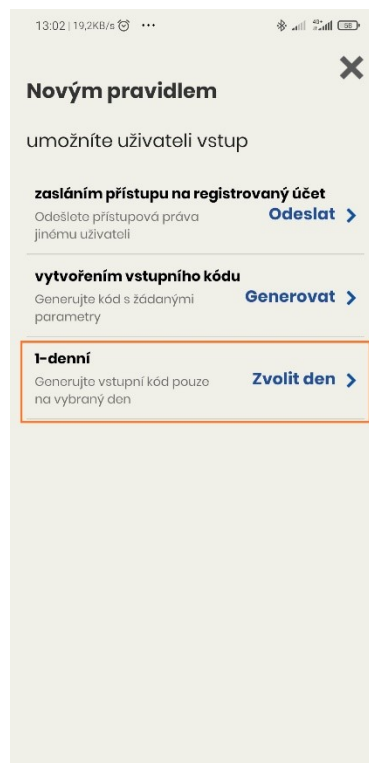 13:02 | 19,2KB/s ...
Novým pravidlem
umožníte uživateli vstup
zasláním přístupu na registrovaný účet
Odešlete přístupová práva
jinému uživateli
Odeslat
vytvořením vstupního kódu
Generujte kód s žádanými
parametry
Generovat
1-denní
Generujte vstupní kód pouze
na vybraný den
Zvolit den